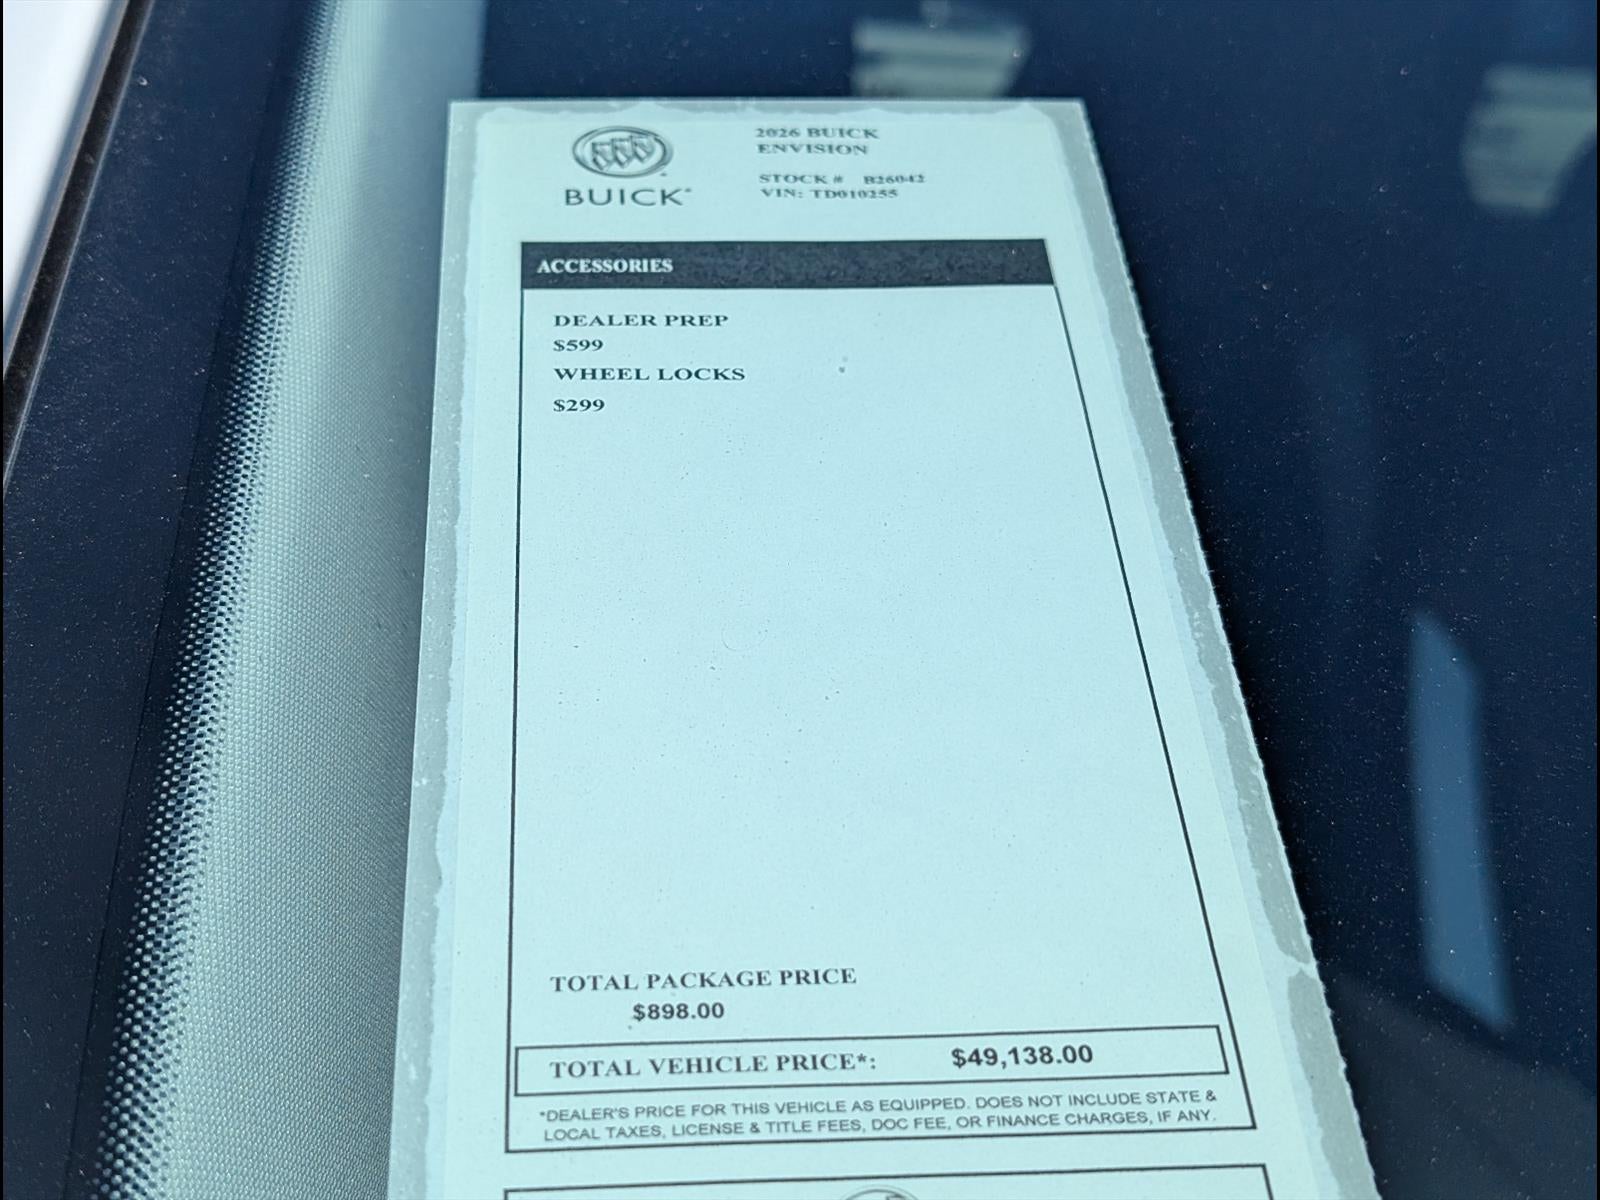 2026 BUICK
ENVISION
STOCK # B26042
VIN: TD010255
BUICK
ACCESSORIES
DEALER PREP
$599
WHEEL LOCKS
$299
TOTAL PACKAGE PRICE
$898.00
TOTAL VEHICLE PRICE*: $49,138.00
*DEALER'S PRICE FOR THIS VEHICLE AS EQUIPPED. DOES NOT INCLUDE STATE &
LOCAL TAXES, LICENSE & TITLE FEES, DOC FEE, OR FINANCE CHARGES, IF ANY.